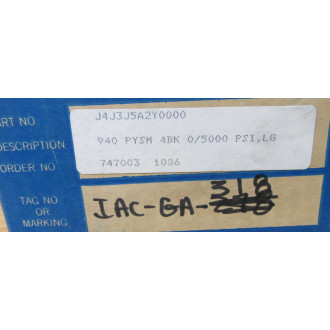 PART NO. J4J3J5A2Y0000
DESCRIPTION 940 PYSM 4BK 0/5000 PSI,LG
ORDER NO 747003 1086
TAG NO
OR
MARKING
318
IAC-GA-